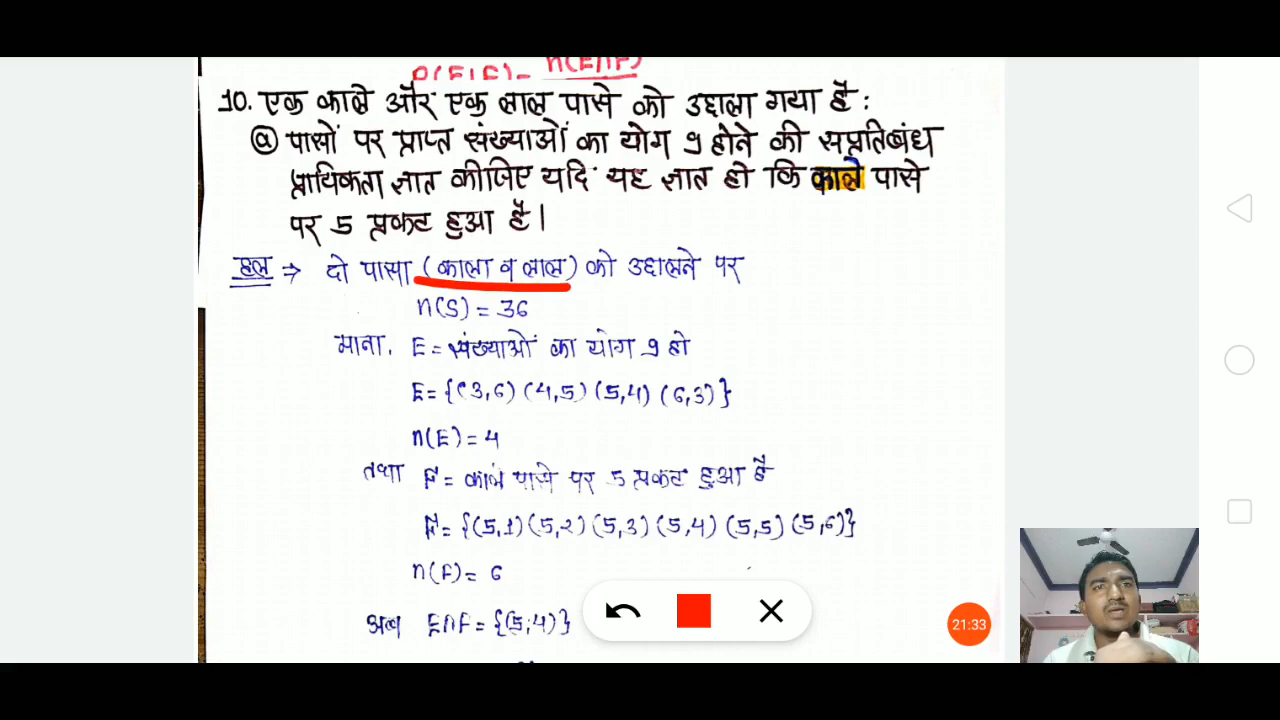 P(E|F)= n(E∩F)
10. एक काले और एक लाल पासे को उछाला गया है:
(a) पासों पर प्राप्त संख्याओं का योग 9 होने की सप्रतिबंध
प्रायिकता ज्ञात कीजिए यदि यह ज्ञात हो कि काले पासे
पर 5 प्रकट हुआ है।
हल ⇒ दो पासा (काला व लाल) को उछालने पर
n(S) = 36
माना, E = संख्याओं का योग 9 हो
E = {(3,6) (4,5) (5,4) (6,3)}
n(E) = 4
तथा F = काले पासे पर 5 प्रकट हुआ है
F = {(5,1) (5,2) (5,3) (5,4) (5,5) (5,6)}
n(F) = 6
अब E∩F = {(5,4)}
21:33